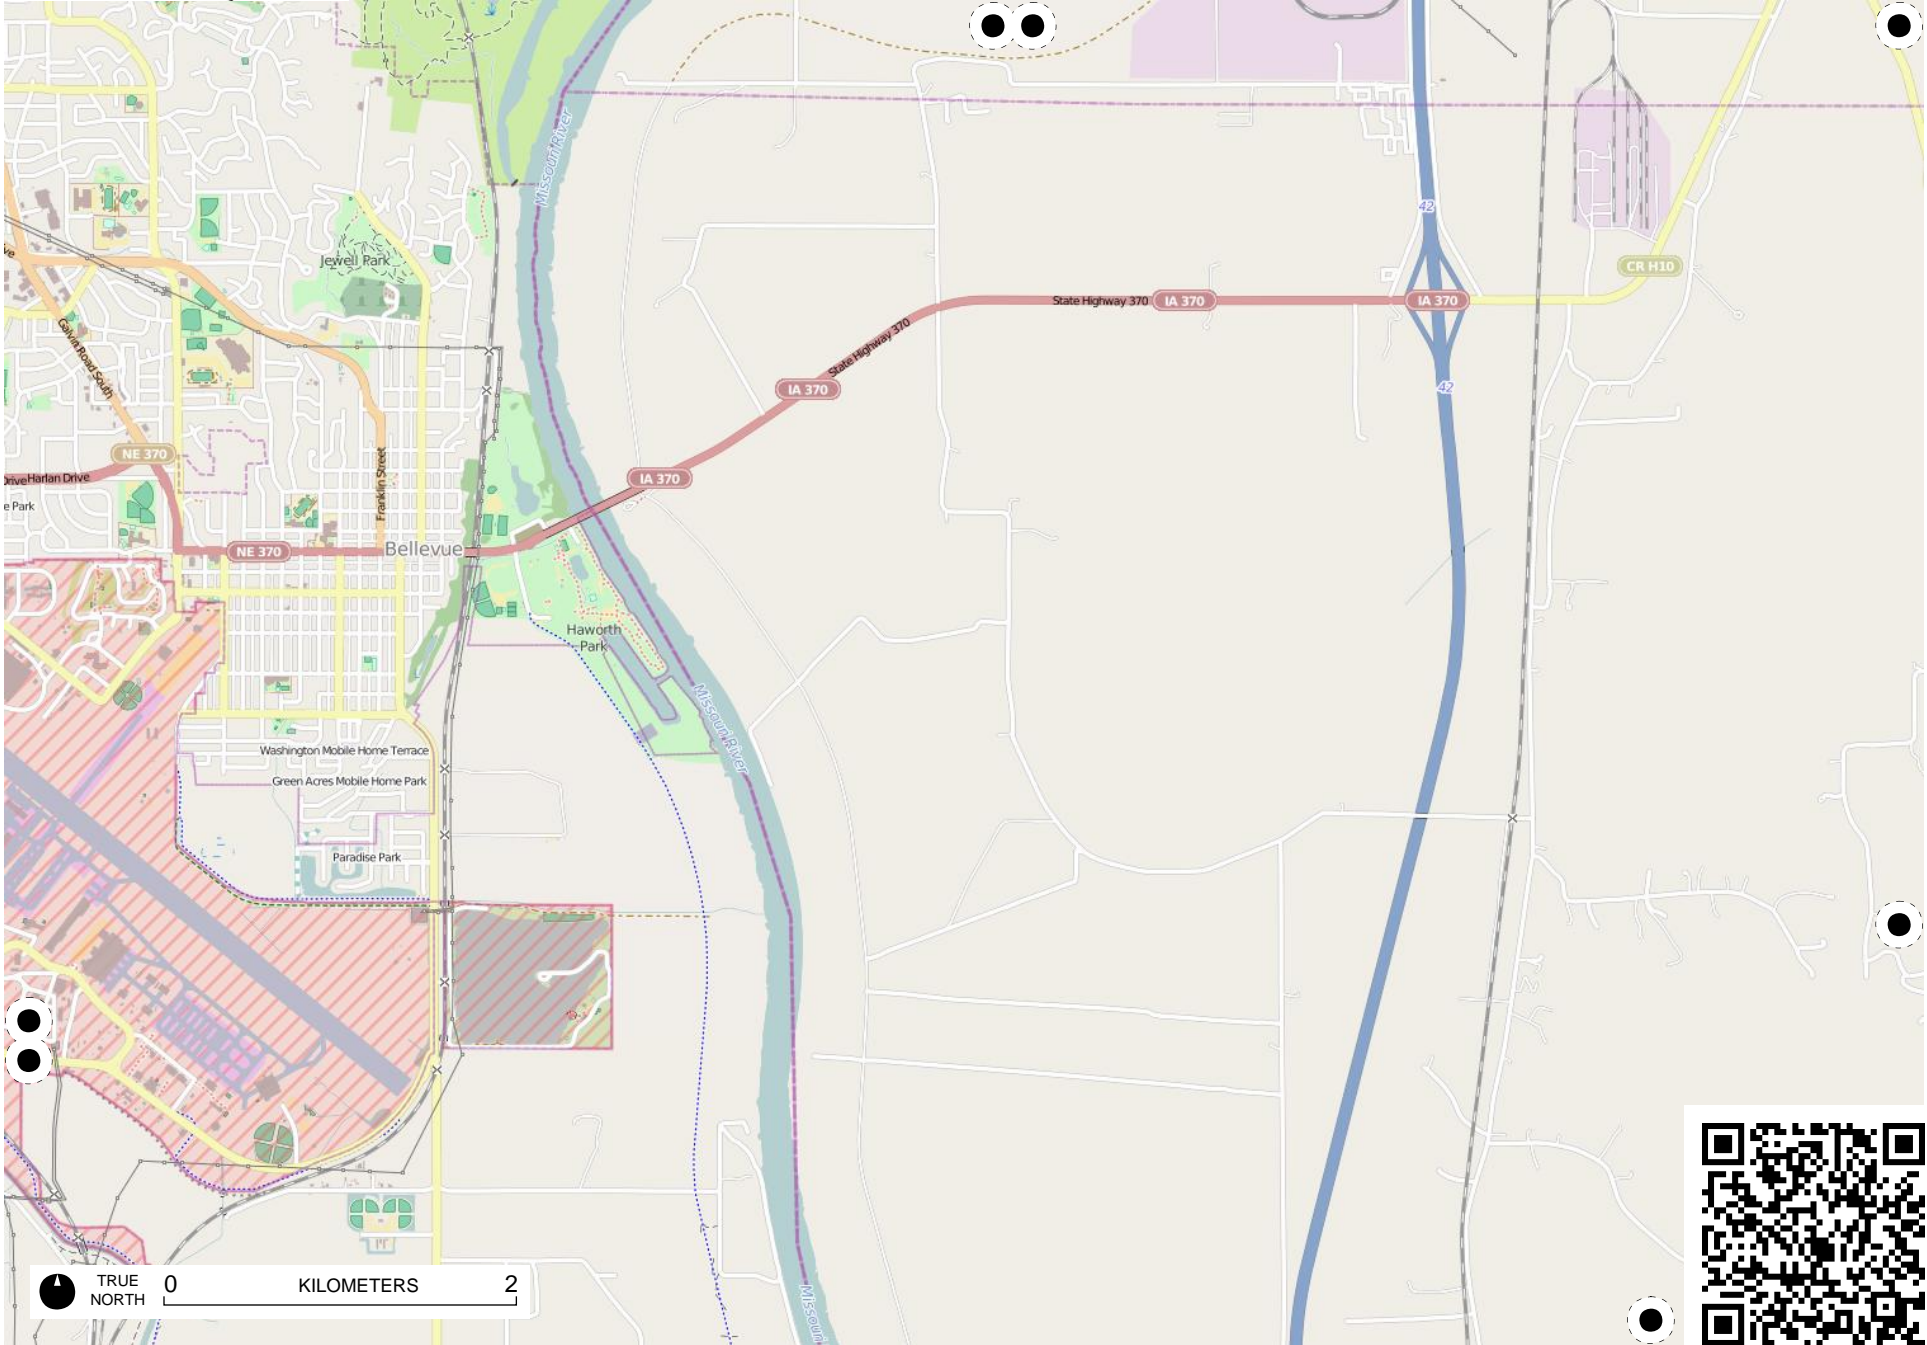 Missouri River
Jewell Park
42
CR H10
State Highway 370
IA 370
IA 370
Galvin Road South
State Highway 370
IA 370
42
NE 370
Franklin Street
IA 370
Drive
Harlan Drive
e Park
NE 370
Bellevue
Haworth
Park
Missouri River
Washington Mobile Home Terrace
Green Acres Mobile Home Park
Paradise Park
TRUE
NORTH
0
KILOMETERS
2
Missouri